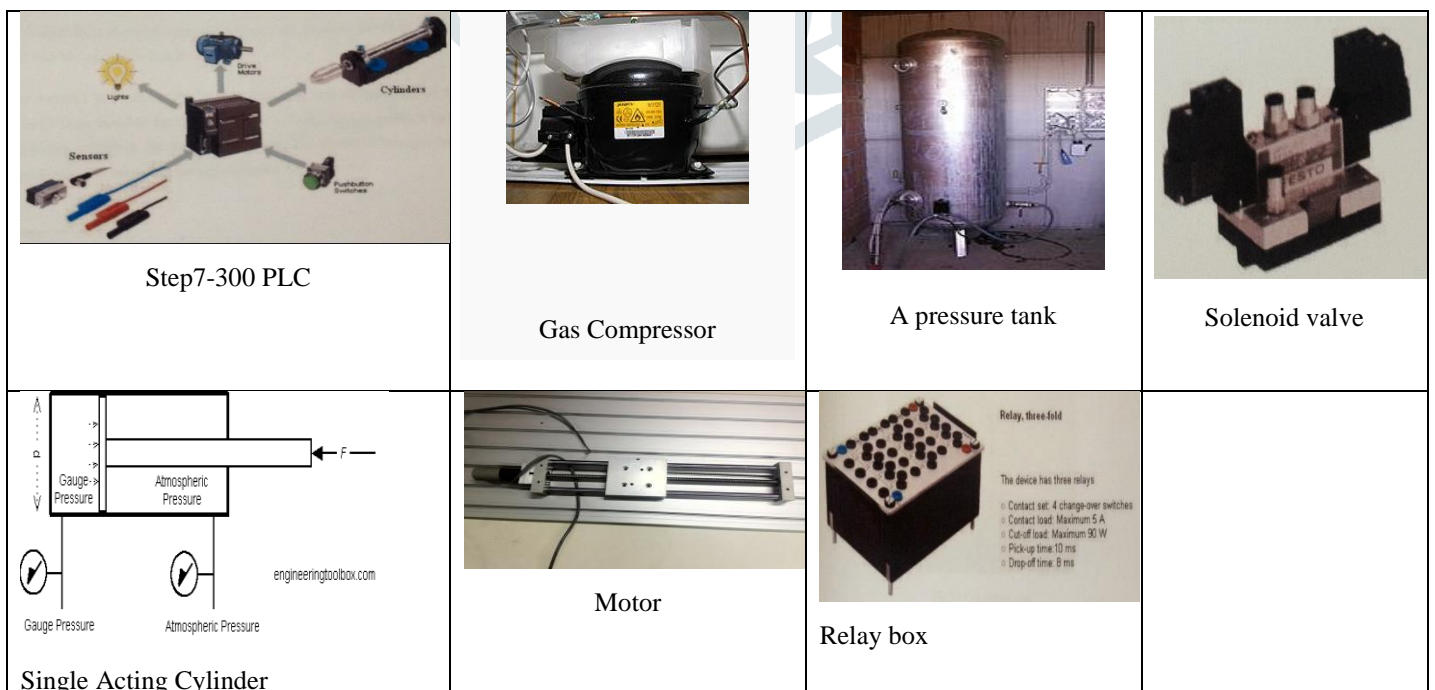 Lights
Drive
Motors
Cylinders
Sensors
Pushbutton
Switches
Step7-300 PLC
Gas Compressor
A pressure tank
ESTO
Solenoid valve
d
Gauge
Pressure
Atmospheric
Pressure
F
engineeringtoolbox.com
Gauge Pressure
Atmospheric Pressure
Single Acting Cylinder
Motor
Relay, three-fold
The device has three relays
○ Contact set: 4 change-over switches
○ Contact load: Maximum 5 A
○ Cut-off load: Maximum 90 W
○ Pick-up time:10 ms
○ Drop-off time: 8 ms
Relay box